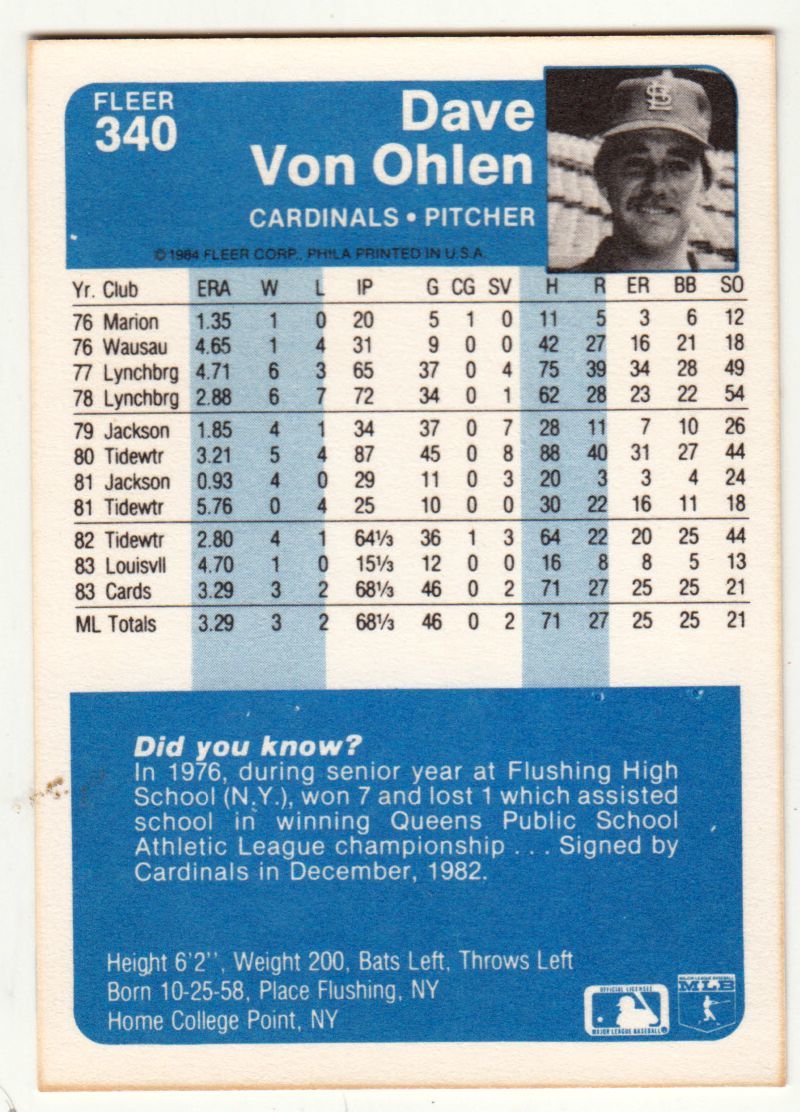 FLEER
340
Dave
Von Ohlen
CARDINALS • PITCHER
© 1984 FLEER CORP., PHILA PRINTED IN U.S.A.
Yr. Club ERA W L IP G CG SV H R ER BB SO
76 Marion 1.35 1 0 20 5 1 0 11 5 3 6 12
76 Wausau 4.65 1 4 31 9 0 0 42 27 16 21 18
77 Lynchbrg 4.71 6 3 65 37 0 4 75 39 34 28 49
78 Lynchbrg 2.88 6 7 72 34 0 1 62 28 23 22 54
79 Jackson 1.85 4 1 34 37 0 7 28 11 7 10 26
80 Tidewtr 3.21 5 4 87 45 0 8 88 40 31 27 44
81 Jackson 0.93 4 0 29 11 0 3 20 3 3 4 24
81 Tidewtr 5.76 0 4 25 10 0 0 30 22 16 11 18
82 Tidewtr 2.80 4 1 64⅓ 36 1 3 64 22 20 25 44
83 Louisvll 4.70 1 0 15⅓ 12 0 0 16 8 8 5 13
83 Cards 3.29 3 2 68⅓ 46 0 2 71 27 25 25 21
ML Totals 3.29 3 2 68⅓ 46 0 2 71 27 25 25 21
Did you know?
In 1976, during senior year at Flushing High
School (N.Y.), won 7 and lost 1 which assisted
school in winning Queens Public School
Athletic League championship . . . Signed by
Cardinals in December, 1982.
Height 6'2'', Weight 200, Bats Left, Throws Left
Born 10-25-58, Place Flushing, NY
Home College Point, NY
OFFICIAL LICENSEE
MAJOR LEAGUE BASEBALL
MAJOR LEAGUE BASEBALL
MLB